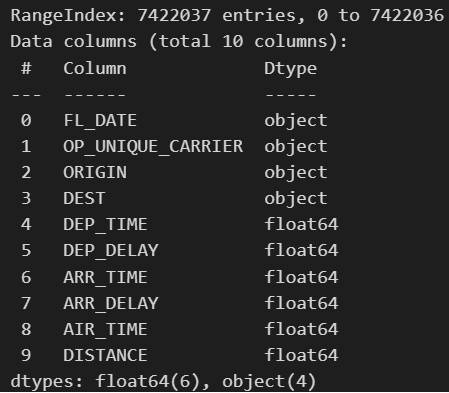 RangeIndex: 7422037 entries, 0 to 7422036
Data columns (total 10 columns):
 #   Column             Dtype
---  ------             -----
 0   FL_DATE            object
 1   OP_UNIQUE_CARRIER  object
 2   ORIGIN             object
 3   DEST               object
 4   DEP_TIME           float64
 5   DEP_DELAY          float64
 6   ARR_TIME           float64
 7   ARR_DELAY          float64
 8   AIR_TIME           float64
 9   DISTANCE           float64
dtypes: float64(6), object(4)